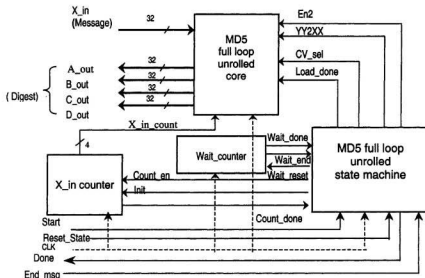 X_in
(Message)
32
MD5
full loop
unrolled
core
En2
YY2XX
CV_sel
Load_done
(Digest)
A_out
B_out
C_out
D_out
32
32
32
32
X_in_count
4
X_in counter
Wait_counter
Wait_done
Wait_end
Wait_reset
MD5 full loop
unrolled
state machine
Count_en
Init
Count_done
Start
Reset_State
CLK
Done
End_msg